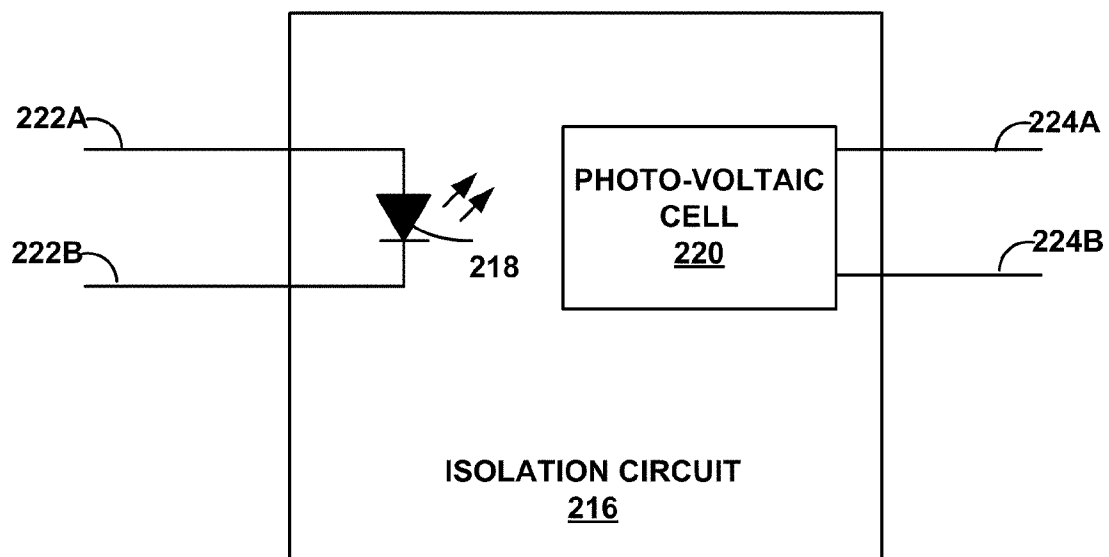 222A
222B
218
PHOTO-VOLTAIC
CELL
220
224A
224B
ISOLATION CIRCUIT
216